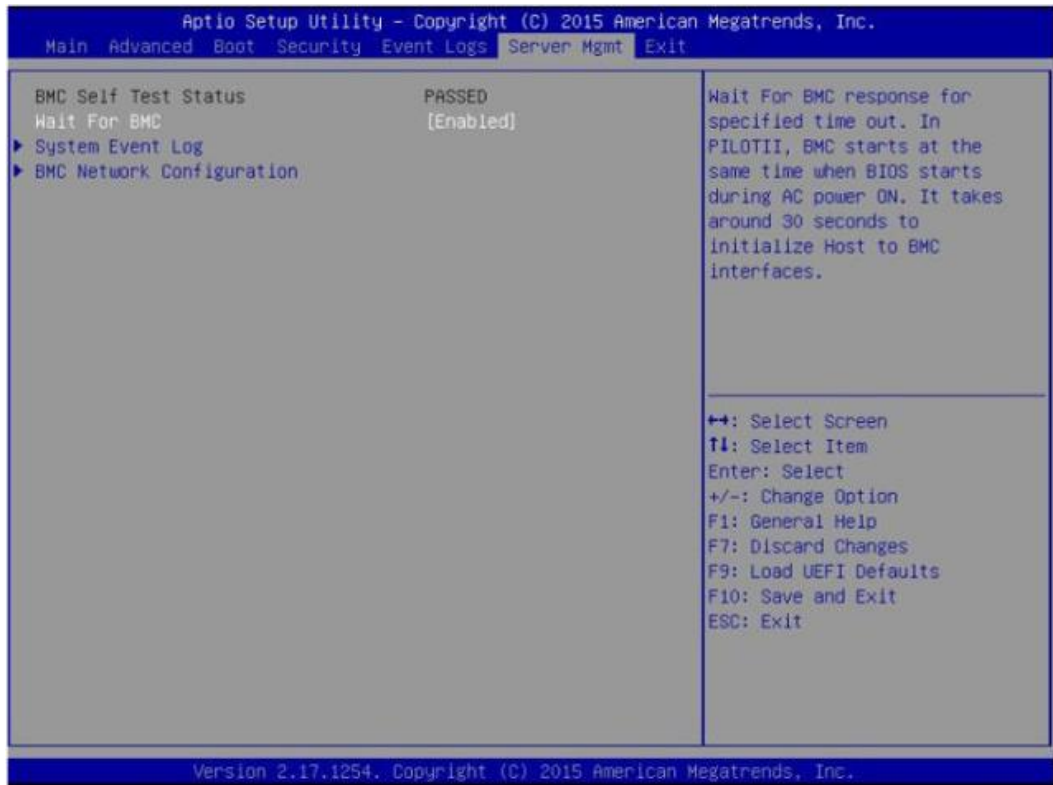 Aptio Setup Utility – Copyright (C) 2015 American Megatrends, Inc.
Main Advanced Boot Security Event Logs Server Mgmt Exit
BMC Self Test Status PASSED
Wait For BMC [Enabled]
System Event Log
BMC Network Configuration
Wait For BMC response for
specified time out. In
PILOTII, BMC starts at the
same time when BIOS starts
during AC power ON. It takes
around 30 seconds to
initialize Host to BMC
interfaces.
↔: Select Screen
↑↓: Select Item
Enter: Select
+/-: Change Option
F1: General Help
F7: Discard Changes
F9: Load UEFI Defaults
F10: Save and Exit
ESC: Exit
Version 2.17.1254. Copyright (C) 2015 American Megatrends, Inc.